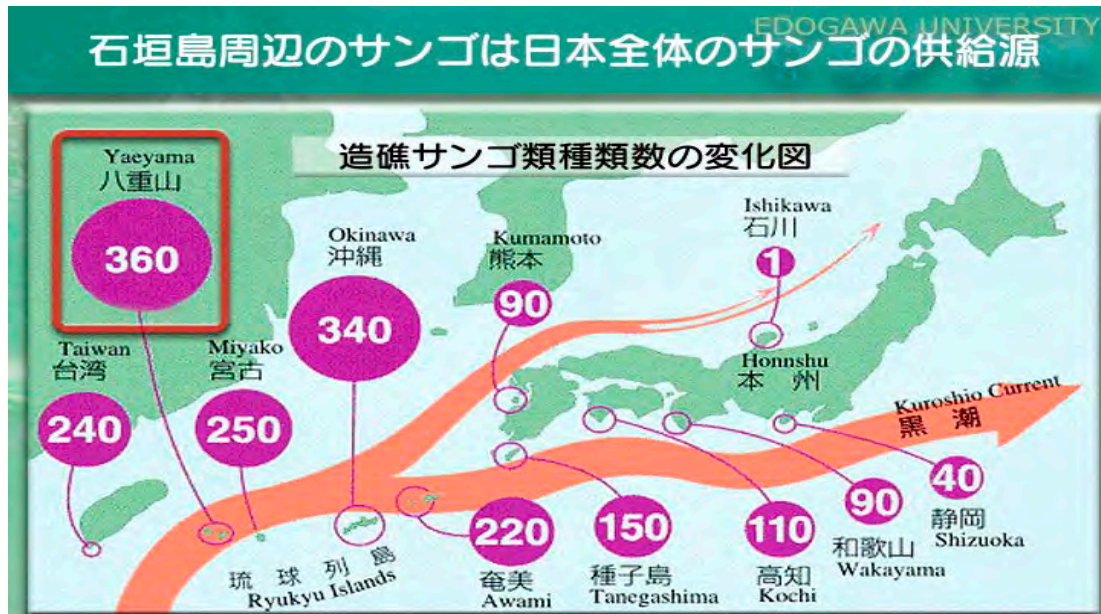 EDOGAWA UNIVERSITY
石垣島周辺のサンゴは日本全体のサンゴの供給源
造礁サンゴ類種類数の変化図
Yaeyama
八重山
360
Okinawa
沖縄
340
Kumamoto
熊本
90
Ishikawa
石川
1
Taiwan
台湾
240
Miyako
宮古
250
Honnshu
本 州
Kuroshio Current
黒 潮
琉 球 列 島
Ryukyu Islands
220
奄美
Awami
150
種子島
Tanegashima
110
高知
Kochi
90
和歌山
Wakayama
40
静岡
Shizuoka